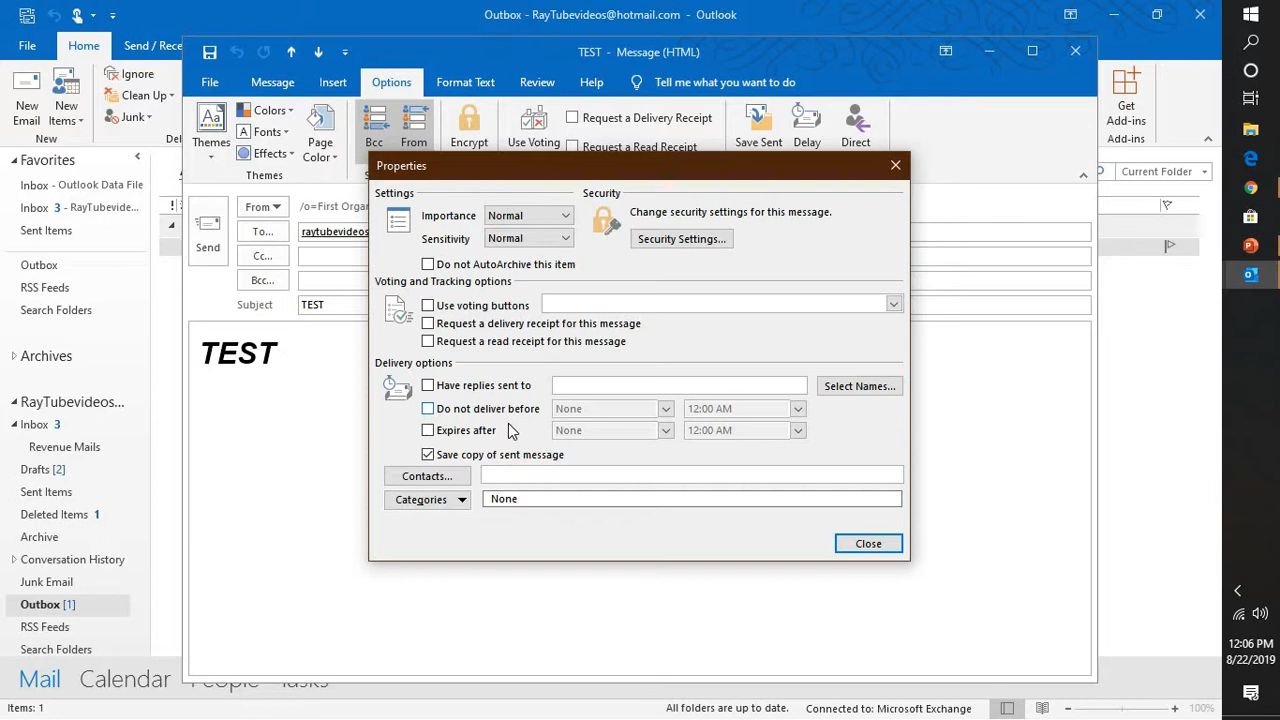 Outbox - RayTubevideos@hotmail.com - Outlook
File
Home
Send / Rece
New Email
New Items
New
Ignore
Clean Up
Junk
Del
Get Add-ins
Add-ins
Current Folder
TEST - Message (HTML)
File
Message
Insert
Options
Format Text
Review
Help
Tell me what you want to do
Themes
Colors
Fonts
Effects
Page Color
Themes
Bcc
From
Encrypt
Use Voting
Request a Delivery Receipt
Request a Read Receipt
Save Sent
Delay
Direct
Favorites
Inbox - Outlook Data File
Inbox 3 - RayTubevide...
Sent Items
Outbox
RSS Feeds
Search Folders
Archives
RayTubevideos...
Inbox 3
Revenue Mails
Drafts [2]
Sent Items
Deleted Items 1
Archive
Conversation History
Junk Email
Outbox [1]
RSS Feeds
Search Folders
Send
From
/o=First Organ
To...
raytubevideos
Cc...
Bcc...
Subject
TEST
TEST
Properties
Settings
Importance
Normal
Sensitivity
Normal
Do not AutoArchive this item
Security
Change security settings for this message.
Security Settings...
Voting and Tracking options
Use voting buttons
Request a delivery receipt for this message
Request a read receipt for this message
Delivery options
Have replies sent to
Select Names...
Do not deliver before
None
12:00 AM
Expires after
None
12:00 AM
Save copy of sent message
Contacts...
Categories
None
Close
Mail
Calendar
People
Tasks
Items: 1
All folders are up to date.
Connected to: Microsoft Exchange
100%
12:06 PM
8/22/2019